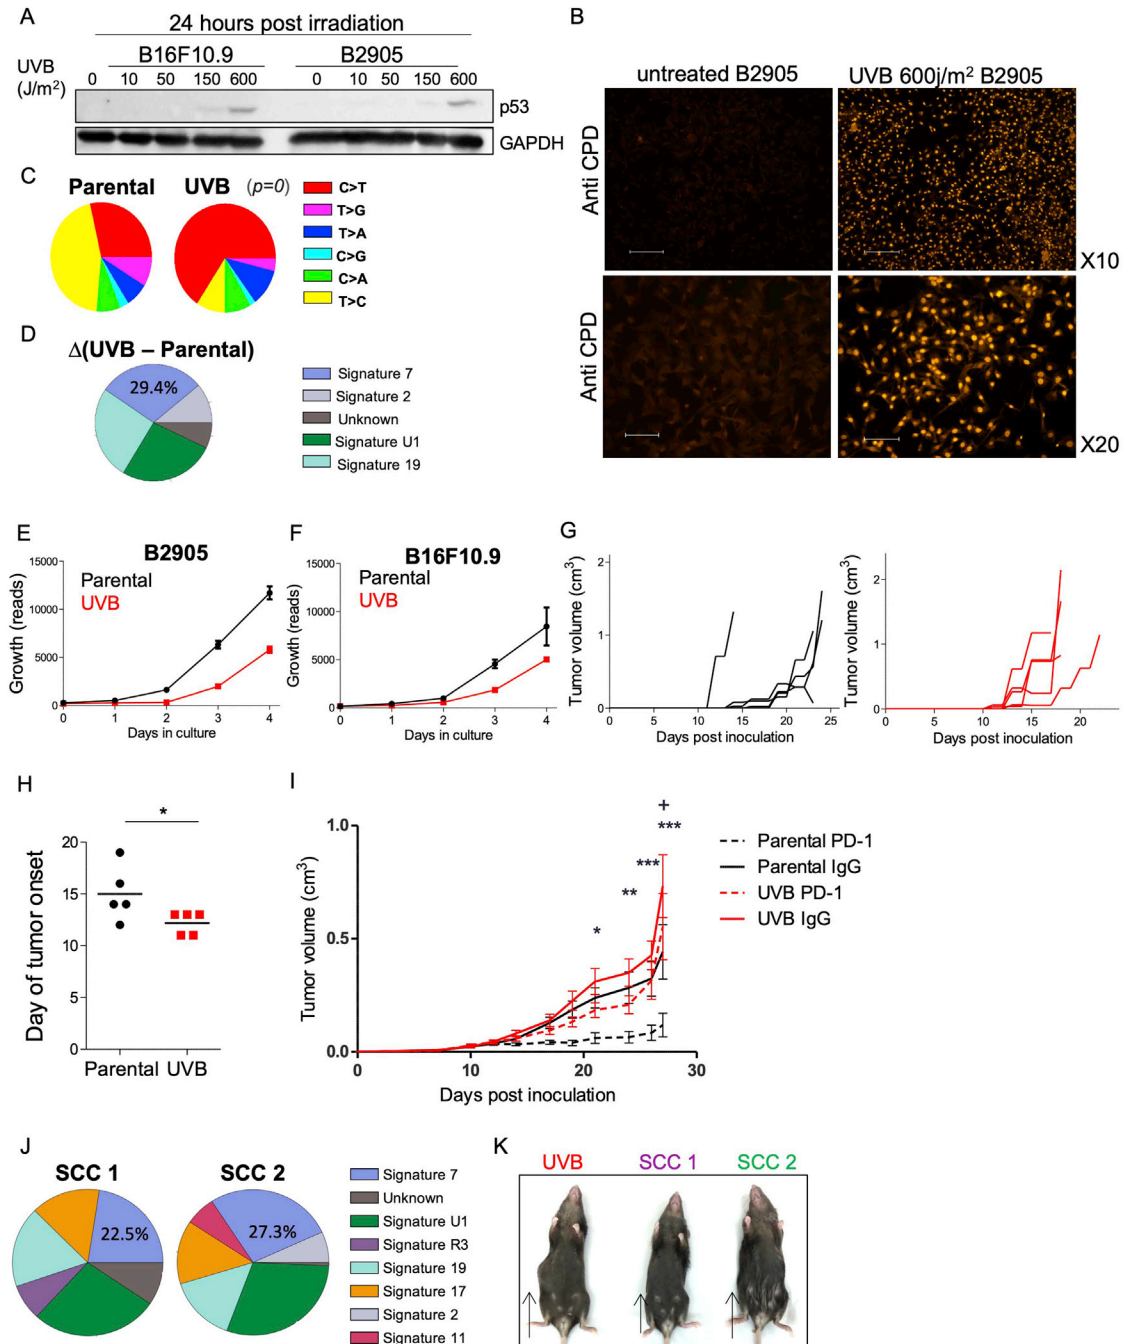 A
24 hours post irradiation
B16F10.9 B2905
UVB (J/m²) 0 10 50 150 600 0 10 50 150 600
p53
GAPDH
B
untreated B2905 UVB 600j/m² B2905
Anti CPD
X10
Anti CPD
X20
C
Parental UVB (p=0)
C>T
T>G
T>A
C>G
C>A
T>C
D
Δ(UVB – Parental)
29.4%
Signature 7
Signature 2
Unknown
Signature U1
Signature 19
E
B2905
Parental
UVB
Growth (reads)
15000
10000
5000
0
0 1 2 3 4
Days in culture
F
B16F10.9
Parental
UVB
Growth (reads)
15000
10000
5000
0
0 1 2 3 4
Days in culture
G
Tumor volume (cm³)
2
1
0
0 5 10 15 20 25
Days post inoculation
Tumor volume (cm³)
2
1
0
0 5 10 15 20
Days post inoculation
H
*
Day of tumor onset
20
15
10
5
0
Parental UVB
I
Tumor volume (cm³)
1.0
0.5
0.0
0 10 20 30
Days post inoculation
+
***
***
**
*
Parental PD-1
Parental IgG
UVB PD-1
UVB IgG
J
SCC 1 SCC 2
22.5% 27.3%
Signature 7
Unknown
Signature U1
Signature R3
Signature 19
Signature 17
Signature 2
Signature 11
K
UVB SCC 1 SCC 2